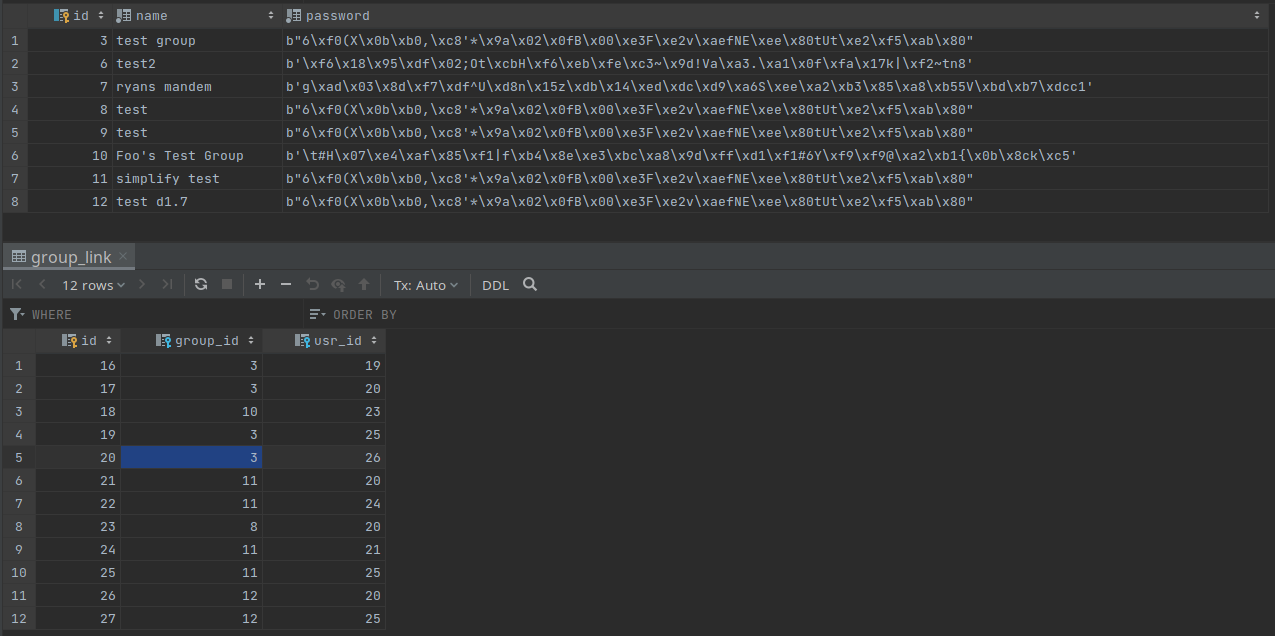 id name password
1 3 test group b"6\xf0(X\x0b\xb0,\xc8'*\x9a\x02\x0fB\x00\xe3F\xe2v\xaefNE\xee\x80tUt\xe2\xf5\xab\x80"
2 6 test2 b'\xf6\x18\x95\xdf\x02;Ot\xcbH\xf6\xeb\xfe\xc3~\x9d!Va\xa3.\xa1\x0f\xfa\x17k|\xf2~tn8'
3 7 ryans mandem b'g\xad\x03\x8d\xf7\xdf^U\xd8n\x15z\xdb\x14\xed\xdc\xd9\xa6S\xee\xa2\xb3\x85\xa8\xb55V\xbd\xb7\xdcc1'
4 8 test b"6\xf0(X\x0b\xb0,\xc8'*\x9a\x02\x0fB\x00\xe3F\xe2v\xaefNE\xee\x80tUt\xe2\xf5\xab\x80"
5 9 test b"6\xf0(X\x0b\xb0,\xc8'*\x9a\x02\x0fB\x00\xe3F\xe2v\xaefNE\xee\x80tUt\xe2\xf5\xab\x80"
6 10 Foo's Test Group b'\t#H\x07\xe4\xaf\x85\xf1|f\xb4\x8e\xe3\xbc\xa8\x9d\xff\xd1\xf1#6Y\xf9\xf9@\xa2\xb1{\x0b\x8ck\xc5'
7 11 simplify test b"6\xf0(X\x0b\xb0,\xc8'*\x9a\x02\x0fB\x00\xe3F\xe2v\xaefNE\xee\x80tUt\xe2\xf5\xab\x80"
8 12 test d1.7 b"6\xf0(X\x0b\xb0,\xc8'*\x9a\x02\x0fB\x00\xe3F\xe2v\xaefNE\xee\x80tUt\xe2\xf5\xab\x80"
group_link
12 rows Tx: Auto DDL
WHERE ORDER BY
id group_id usr_id
1 16 3 19
2 17 3 20
3 18 10 23
4 19 3 25
5 20 3 26
6 21 11 20
7 22 11 24
8 23 8 20
9 24 11 21
10 25 11 25
11 26 12 20
12 27 12 25